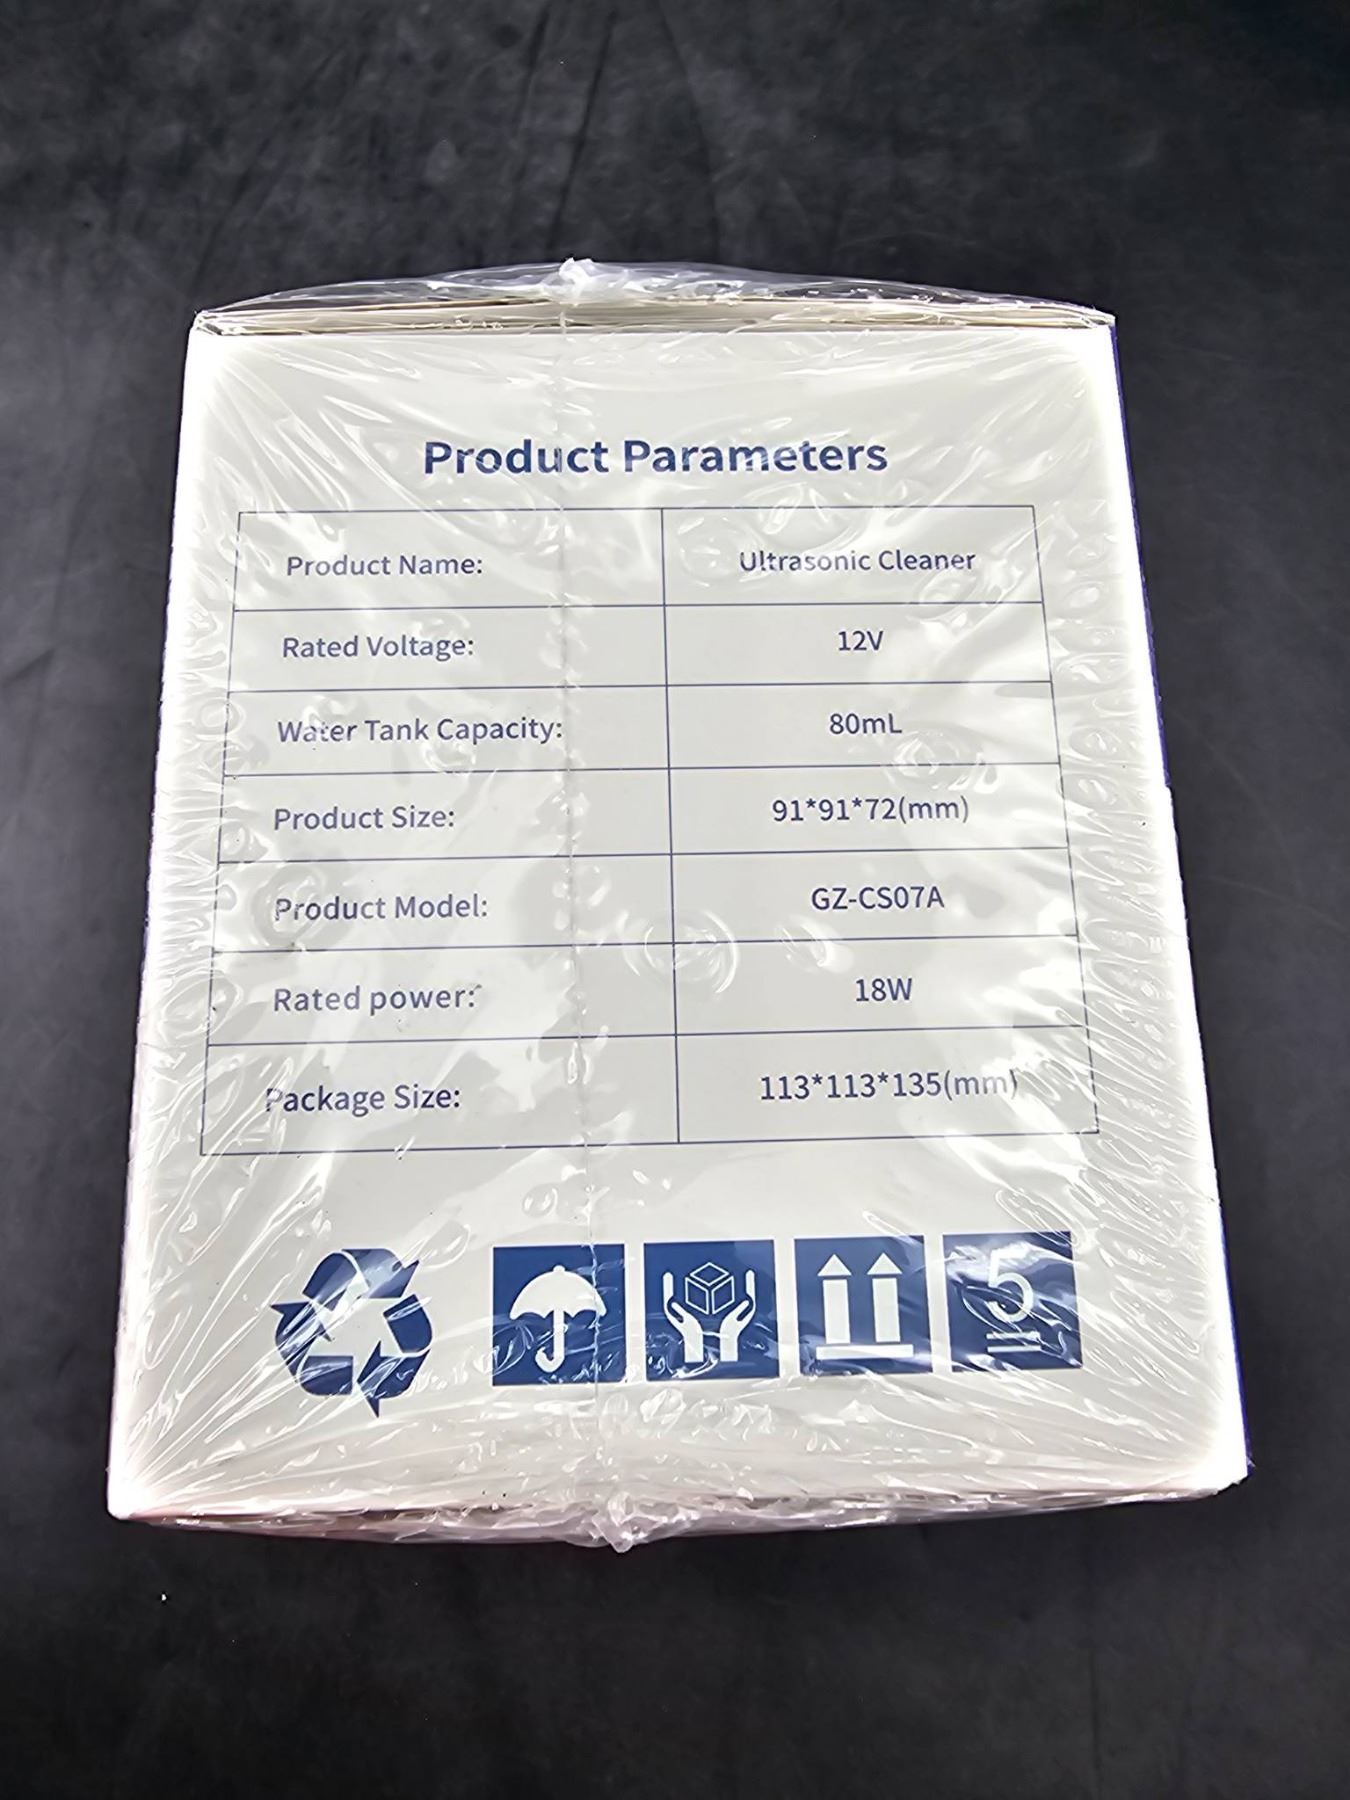 Product Parameters
Product Name: Ultrasonic Cleaner
Rated Voltage: 12V
Water Tank Capacity: 80mL
Product Size: 91*91*72(mm)
Product Model: GZ-CS07A
Rated power: 18W
Package Size: 113*113*135(mm)
5